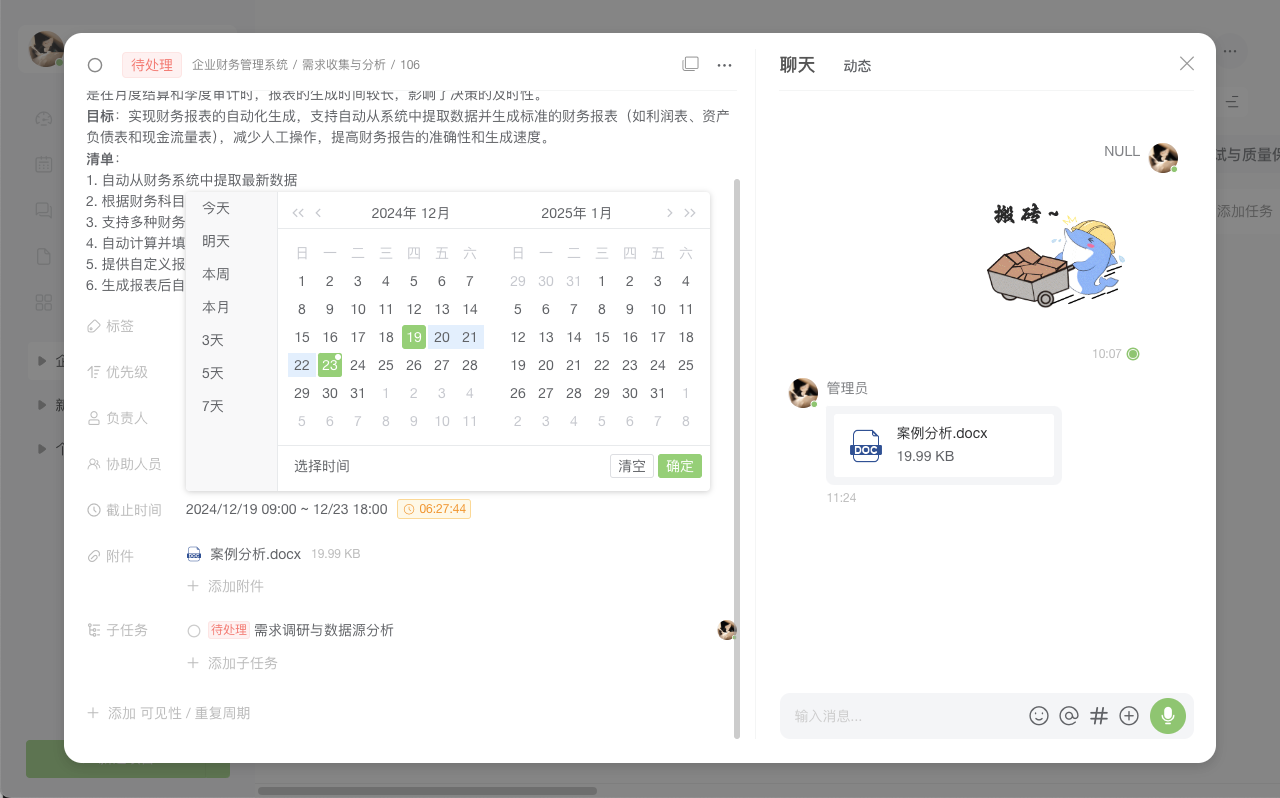 待处理 企业财务管理系统 / 需求收集与分析 / 106
是在月度结算和季度审计时，报表的生成时间较长，影响了决策的及时性。
目标：实现财务报表的自动化生成，支持自动从系统中提取数据并生成标准的财务报表（如利润表、资产
负债表和现金流量表），减少人工操作，提高财务报告的准确性和生成速度。
清单：
1. 自动从财务系统中提取最新数据
2. 根据财务科目
3. 支持多种财务
4. 自动计算并填
5. 提供自定义报
6. 生成报表后自
今天
明天
本周
本月
3天
5天
7天
2024年 12月
日 一 二 三 四 五 六
1 2 3 4 5 6 7
8 9 10 11 12 13 14
15 16 17 18 19 20 21
22 23 24 25 26 27 28
29 30 31 1 2 3 4
5 6 7 8 9 10 11
2025年 1月
日 一 二 三 四 五 六
29 30 31 1 2 3 4
5 6 7 8 9 10 11
12 13 14 15 16 17 18
19 20 21 22 23 24 25
26 27 28 29 30 31 1
2 3 4 5 6 7 8
选择时间 清空 确定
标签
优先级
负责人
协助人员
截止时间 2024/12/19 09:00 ~ 12/23 18:00 06:27:44
附件 案例分析.docx 19.99 KB
添加附件
子任务 待处理 需求调研与数据源分析
添加子任务
添加 可见性 / 重复周期
聊天 动态
NULL
搬砖~
10:07
管理员
DOC
案例分析.docx
19.99 KB
11:24
输入消息...
试与质量保
添加任务